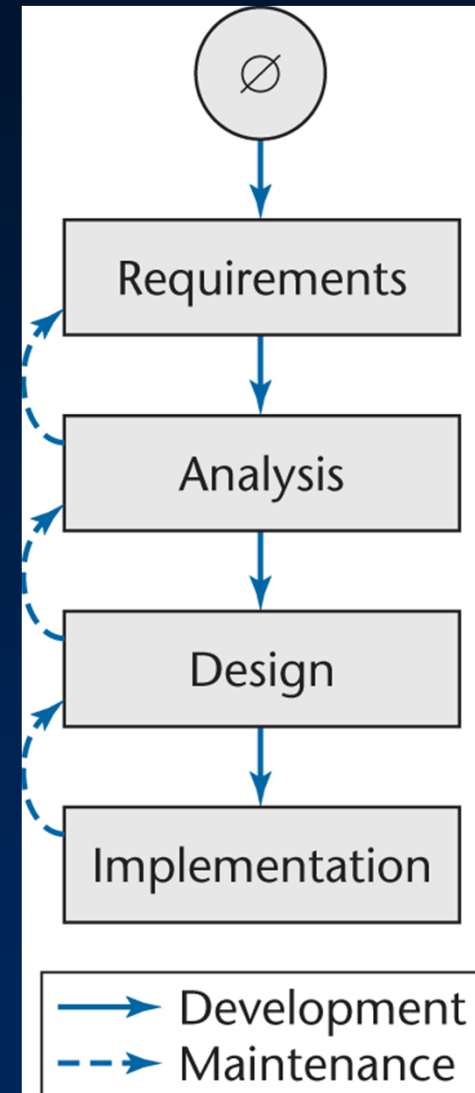 ∅
Requirements
Analysis
Design
Implementation
Development
Maintenance